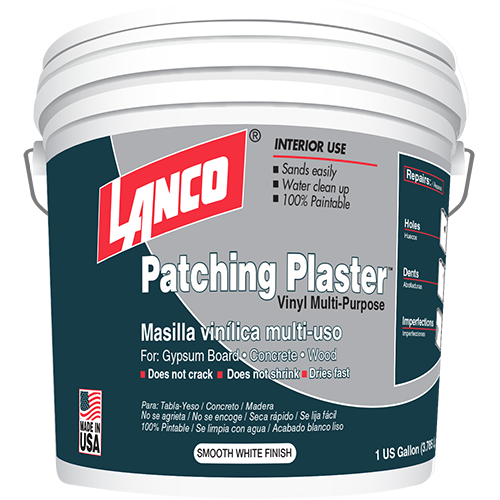 LANCO®
INTERIOR USE
■ Sands easily
■ Water clean up
■ 100% Paintable
Repairs:
Holes
Huecos
Dents
Abolladuras
Imperfections
Imperfecciones
Patching Plaster™
Vinyl Multi-Purpose
Masilla vinílica multi-uso
For: Gypsum Board • Concrete • Wood
■ Does not crack ■ Does not shrink ■ Dries fast
Para: Tabla-Yeso / Concreto / Madera
No se agrieta / No se encoge / Seca rápido / Se lija fácil
100% Pintable / Se limpia con agua / Acabado blanco liso
MADE IN
USA
SMOOTH WHITE FINISH
1 US Gallon (3.785